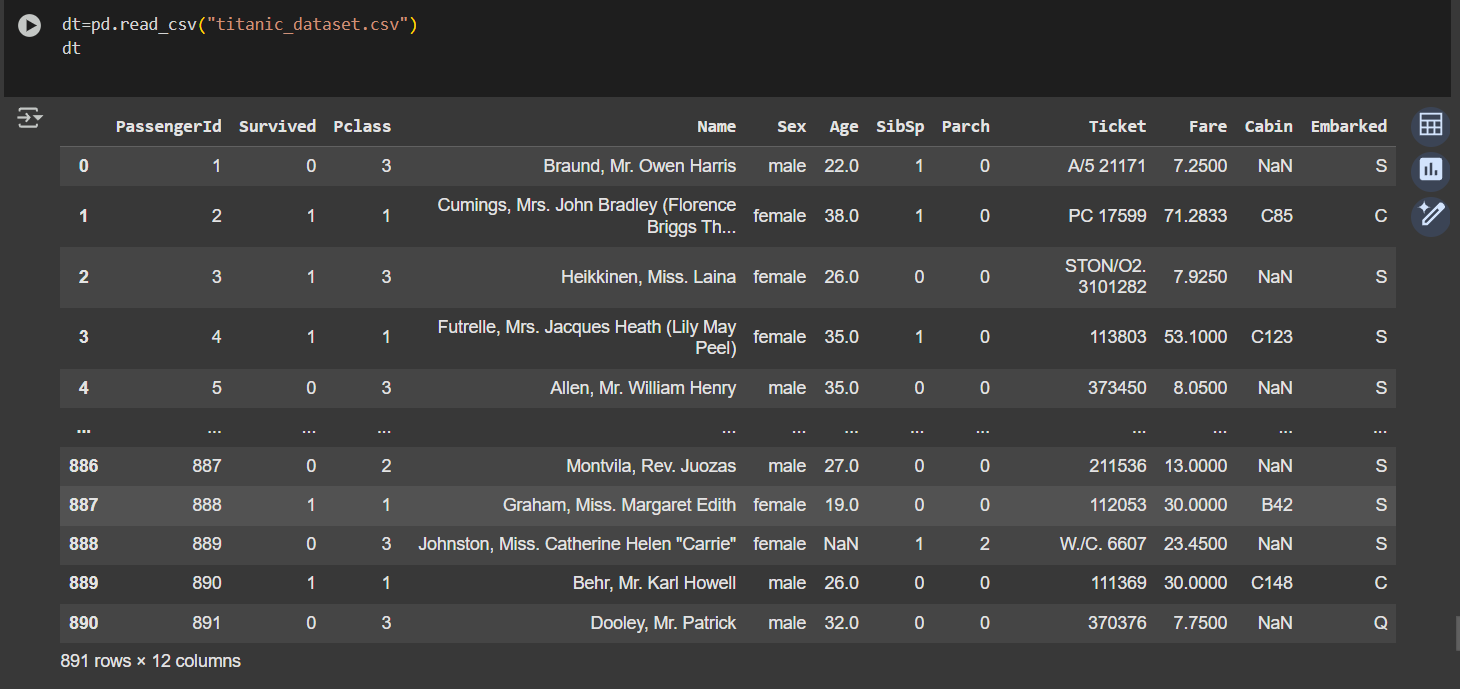 dt=pd.read_csv("titanic_dataset.csv")
dt
PassengerId Survived Pclass Name Sex Age SibSp Parch Ticket Fare Cabin Embarked
0 1 0 3 Braund, Mr. Owen Harris male 22.0 1 0 A/5 21171 7.2500 NaN S
1 2 1 1 Cumings, Mrs. John Bradley (Florence Briggs Th... female 38.0 1 0 PC 17599 71.2833 C85 C
2 3 1 3 Heikkinen, Miss. Laina female 26.0 0 0 STON/O2. 3101282 7.9250 NaN S
3 4 1 1 Futrelle, Mrs. Jacques Heath (Lily May Peel) female 35.0 1 0 113803 53.1000 C123 S
4 5 0 3 Allen, Mr. William Henry male 35.0 0 0 373450 8.0500 NaN S
... ... ... ... ... ... ... ... ... ... ... ... ...
886 887 0 2 Montvila, Rev. Juozas male 27.0 0 0 211536 13.0000 NaN S
887 888 1 1 Graham, Miss. Margaret Edith female 19.0 0 0 112053 30.0000 B42 S
888 889 0 3 Johnston, Miss. Catherine Helen "Carrie" female NaN 1 2 W./C. 6607 23.4500 NaN S
889 890 1 1 Behr, Mr. Karl Howell male 26.0 0 0 111369 30.0000 C148 C
890 891 0 3 Dooley, Mr. Patrick male 32.0 0 0 370376 7.7500 NaN Q
891 rows × 12 columns